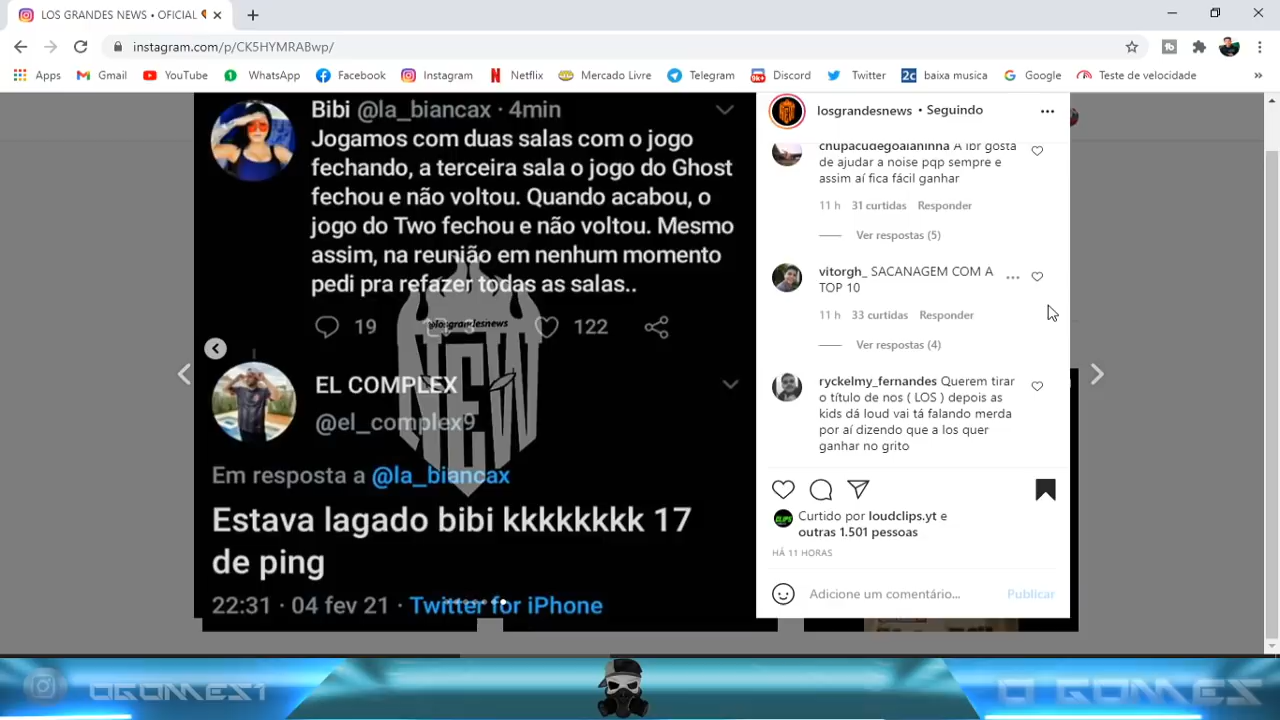 LOS GRANDES NEWS • OFICIAL
instagram.com/p/CK5HYMRABwp/
Apps Gmail YouTube WhatsApp Facebook Instagram Netflix Mercado Livre Telegram Discord Twitter baixa musica Google Teste de velocidade »
Bibi @la_biancax · 4min
Jogamos com duas salas com o jogo
fechando, a terceira sala o jogo do Ghost
fechou e não voltou. Quando acabou, o
jogo do Two fechou e não voltou. Mesmo
assim, na reunião em nenhum momento
pedi pra refazer todas as salas..
19 3 122
@losgrandesnews
NEW
EL COMPLEX
@el_complex9
Em resposta a @la_biancax
Estava lagado bibi kkkkkkkk 17
de ping
22:31 · 04 fev 21 · Twitter for iPhone
losgrandesnews • Seguindo
chupacudegoianinha A lbr gosta
de ajudar a noise pqp sempre e
assim aí fica fácil ganhar
11 h 31 curtidas Responder
Ver respostas (5)
vitorgh_ SACANAGEM COM A
TOP 10
11 h 33 curtidas Responder
Ver respostas (4)
ryckelmy_fernandes Querem tirar
o título de nos ( LOS ) depois as
kids dá loud vai tá falando merda
por aí dizendo que a los quer
ganhar no grito
Curtido por loudclips.yt e
outras 1.501 pessoas
HÁ 11 HORAS
Adicione um comentário... Publicar
OGOMES1
O GOMES